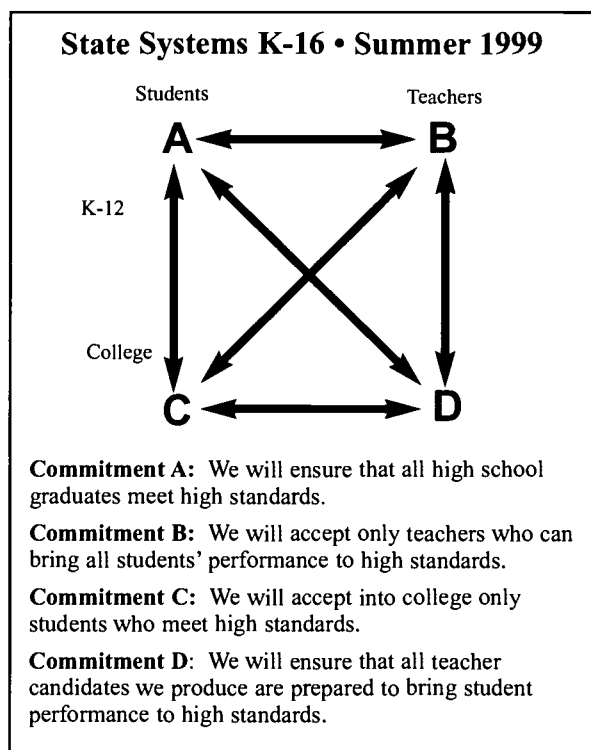 State Systems K-16 • Summer 1999
Students
Teachers
A
B
K-12
College
C
D
Commitment A: We will ensure that all high school
graduates meet high standards.
Commitment B: We will accept only teachers who can
bring all students' performance to high standards.
Commitment C: We will accept into college only
students who meet high standards.
Commitment D: We will ensure that all teacher
candidates we produce are prepared to bring student
performance to high standards.